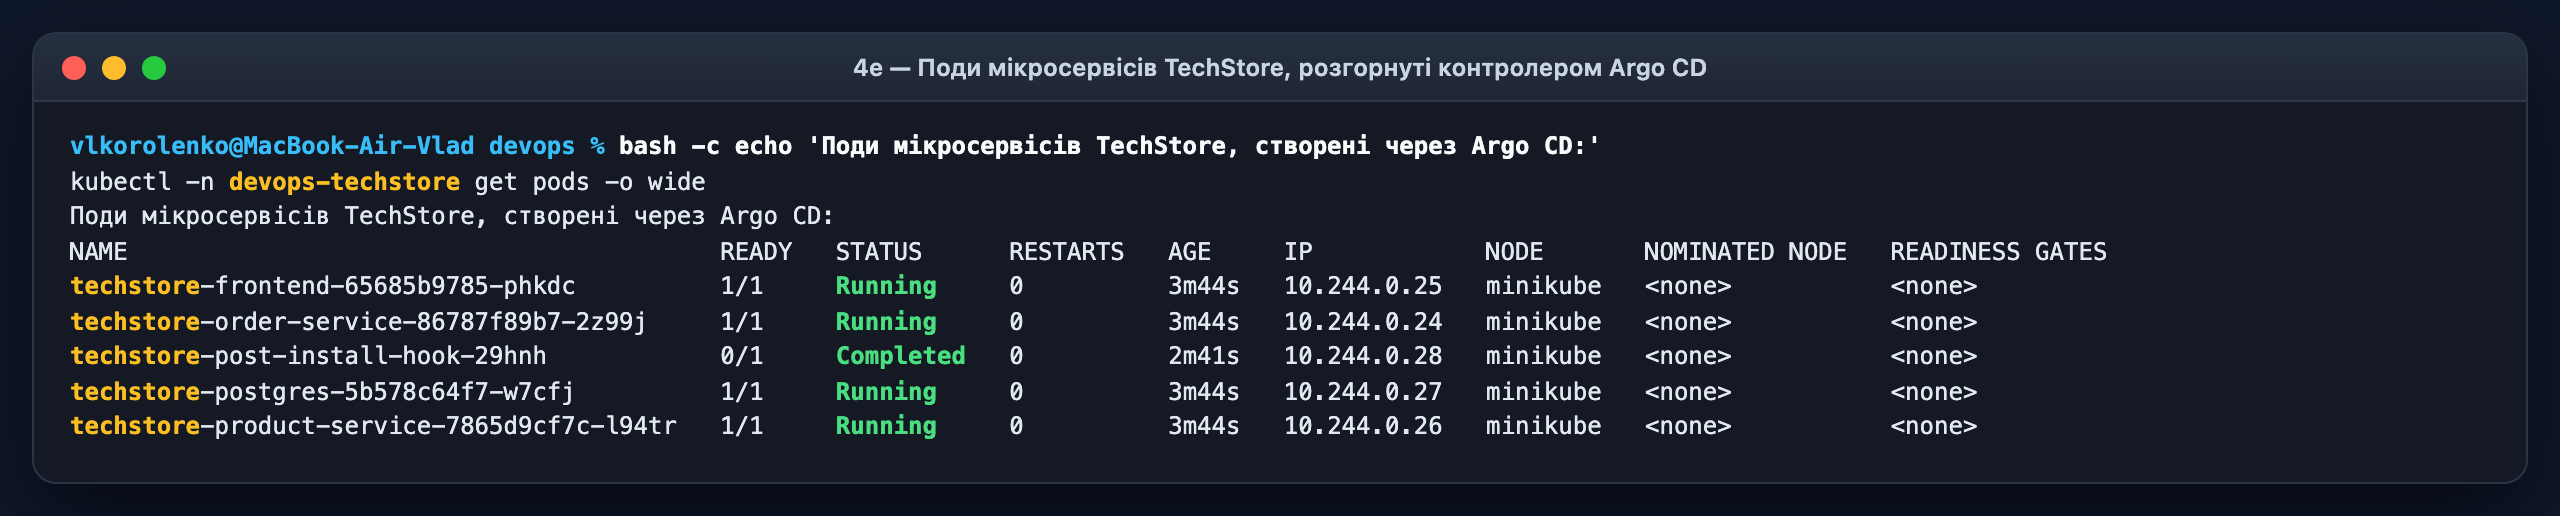 4e — Поди мікросервісів TechStore, розгорнуті контролером Argo CD
vlkorolenko@MacBook-Air-Vlad devops % bash -c echo 'Поди мікросервісів TechStore, створені через Argo CD:'
kubectl -n devops-techstore get pods -o wide
Поди мікросервісів TechStore, створені через Argo CD:
NAME READY STATUS RESTARTS AGE IP NODE NOMINATED NODE READINESS GATES
techstore-frontend-65685b9785-phkdc 1/1 Running 0 3m44s 10.244.0.25 minikube <none> <none>
techstore-order-service-86787f89b7-2z99j 1/1 Running 0 3m44s 10.244.0.24 minikube <none> <none>
techstore-post-install-hook-29hnh 0/1 Completed 0 2m41s 10.244.0.28 minikube <none> <none>
techstore-postgres-5b578c64f7-w7cfj 1/1 Running 0 3m44s 10.244.0.27 minikube <none> <none>
techstore-product-service-7865d9cf7c-l94tr 1/1 Running 0 3m44s 10.244.0.26 minikube <none> <none>